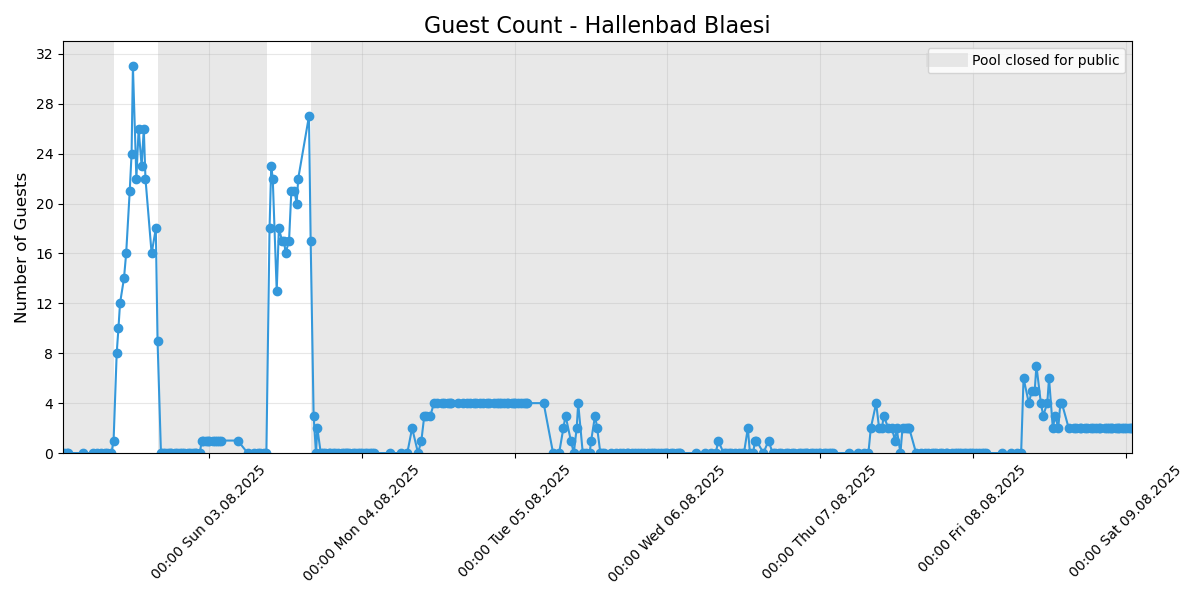 Guest Count - Hallenbad Blaesi
Pool closed for public
Number of Guests
32
28
24
20
16
12
8
4
0
00:00 Sun 03.08.2025
00:00 Mon 04.08.2025
00:00 Tue 05.08.2025
00:00 Wed 06.08.2025
00:00 Thu 07.08.2025
00:00 Fri 08.08.2025
00:00 Sat 09.08.2025